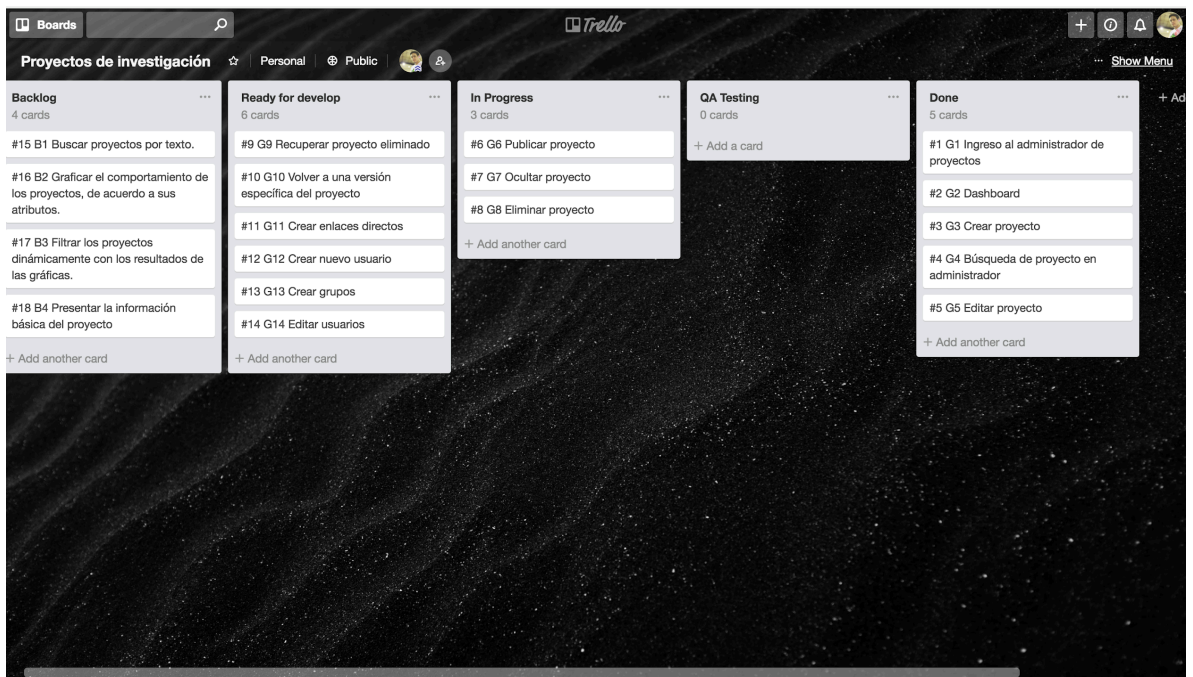 Boards
Trello
Proyectos de investigación
Personal
Public
Show Menu
Backlog
4 cards
#15 B1 Buscar proyectos por texto.
#16 B2 Graficar el comportamiento de
los proyectos, de acuerdo a sus
atributos.
#17 B3 Filtrar los proyectos
dinámicamente con los resultados de
las gráficas.
#18 B4 Presentar la información
básica del proyecto
+ Add another card
Ready for develop
6 cards
#9 G9 Recuperar proyecto eliminado
#10 G10 Volver a una versión
específica del proyecto
#11 G11 Crear enlaces directos
#12 G12 Crear nuevo usuario
#13 G13 Crear grupos
#14 G14 Editar usuarios
+ Add another card
In Progress
3 cards
#6 G6 Publicar proyecto
#7 G7 Ocultar proyecto
#8 G8 Eliminar proyecto
+ Add another card
QA Testing
0 cards
+ Add a card
Done
5 cards
#1 G1 Ingreso al administrador de
proyectos
#2 G2 Dashboard
#3 G3 Crear proyecto
#4 G4 Búsqueda de proyecto en
administrador
#5 G5 Editar proyecto
+ Add another card
+ Ad